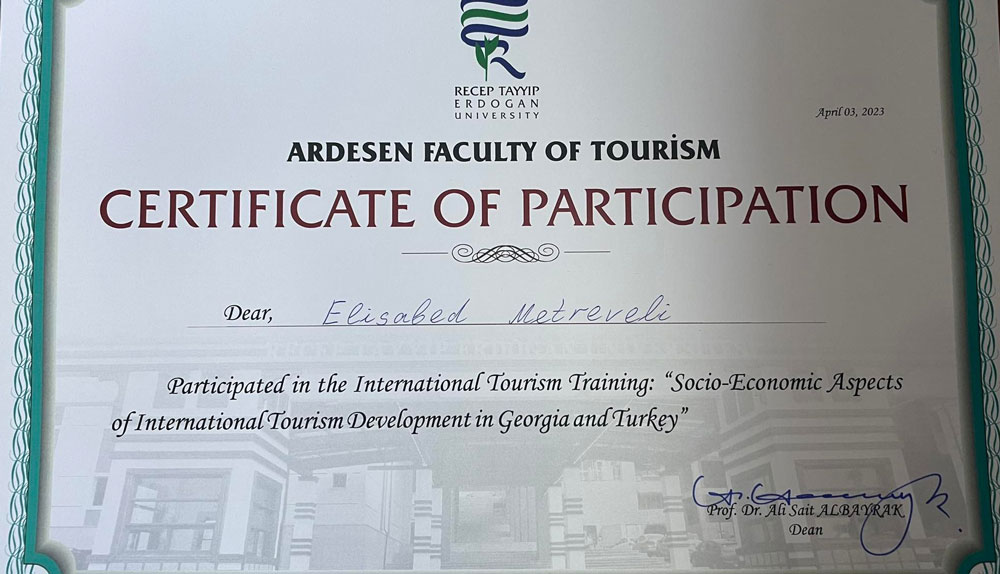 RECEP TAYYIP
ERDOGAN
UNIVERSITY
April 03, 2023
ARDESEN FACULTY OF TOURİSM
CERTIFICATE OF PARTICIPATION
Dear, Elisabed Metreveli
Participated in the International Tourism Training: “Socio-Economic Aspects
of International Tourism Development in Georgia and Turkey”
Prof. Dr. Ali Sait ALBAYRAK
Dean